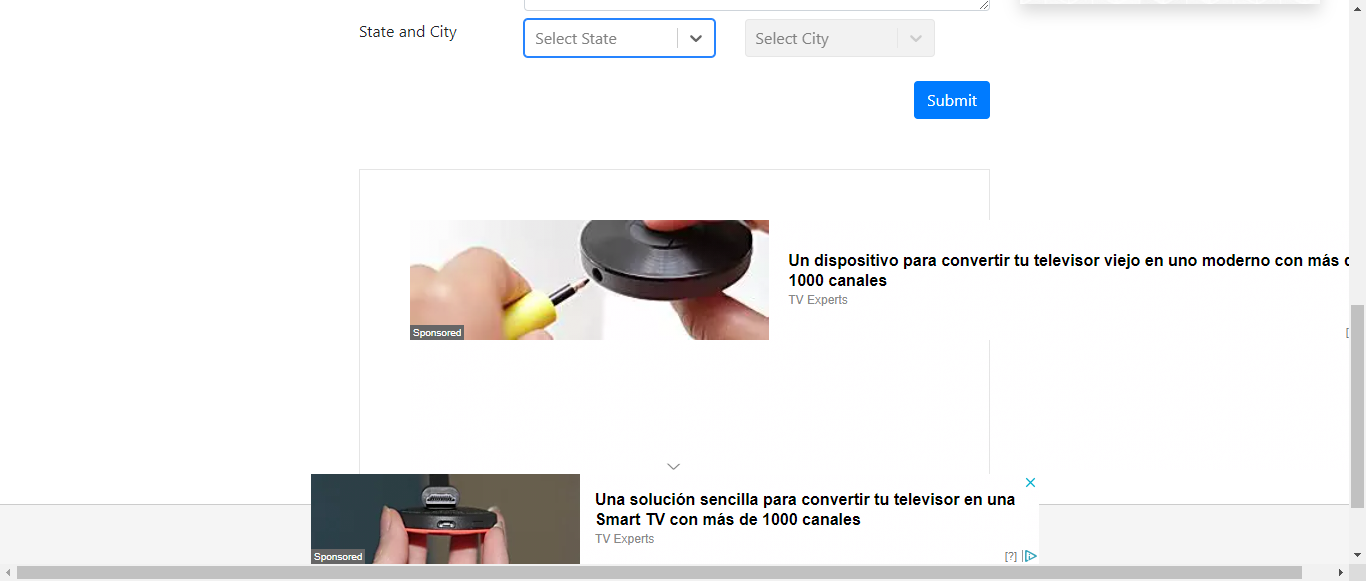 State and City
Select State
Select City
Submit
Un dispositivo para convertir tu televisor viejo en uno moderno con más
1000 canales
TV Experts
Sponsored
Una solución sencilla para convertir tu televisor en una
Smart TV con más de 1000 canales
TV Experts
Sponsored
[?]